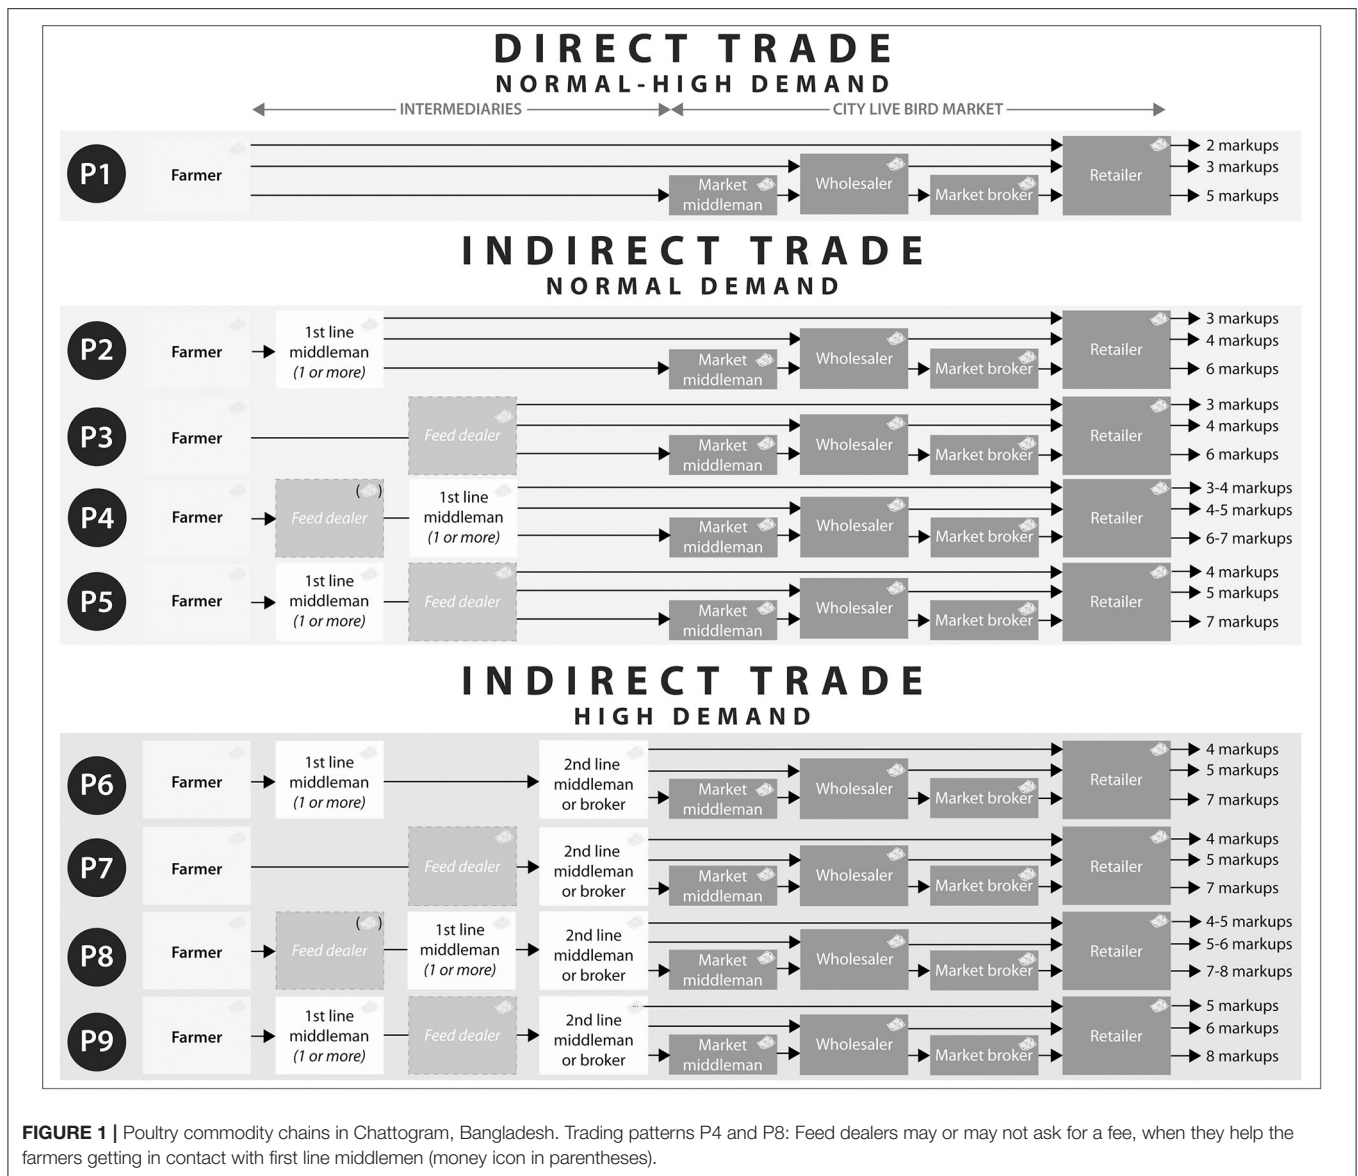 DIRECT TRADE
NORMAL-HIGH DEMAND
INTERMEDIARIES
CITY LIVE BIRD MARKET
P1
Farmer
Market
middleman
Wholesaler
Market broker
Retailer
2 markups
3 markups
5 markups
INDIRECT TRADE
NORMAL DEMAND
P2
Farmer
1st line
middleman
(1 or more)
Market
middleman
Wholesaler
Market broker
Retailer
3 markups
4 markups
6 markups
P3
Farmer
Feed dealer
Market
middleman
Wholesaler
Market broker
Retailer
3 markups
4 markups
6 markups
P4
Farmer
Feed dealer
1st line
middleman
(1 or more)
Market
middleman
Wholesaler
Market broker
Retailer
3-4 markups
4-5 markups
6-7 markups
P5
Farmer
1st line
middleman
(1 or more)
Feed dealer
Market
middleman
Wholesaler
Market broker
Retailer
4 markups
5 markups
7 markups
INDIRECT TRADE
HIGH DEMAND
P6
Farmer
1st line
middleman
(1 or more)
2nd line
middleman
or broker
Market
middleman
Wholesaler
Market broker
Retailer
4 markups
5 markups
7 markups
P7
Farmer
Feed dealer
2nd line
middleman
or broker
Market
middleman
Wholesaler
Market broker
Retailer
4 markups
5 markups
7 markups
P8
Farmer
Feed dealer
1st line
middleman
(1 or more)
2nd line
middleman
or broker
Market
middleman
Wholesaler
Market broker
Retailer
4-5 markups
5-6 markups
7-8 markups
P9
Farmer
1st line
middleman
(1 or more)
Feed dealer
2nd line
middleman
or broker
Market
middleman
Wholesaler
Market broker
Retailer
5 markups
6 markups
8 markups
FIGURE 1 | Poultry commodity chains in Chattogram, Bangladesh. Trading patterns P4 and P8: Feed dealers may or may not ask for a fee, when they help the
farmers getting in contact with first line middlemen (money icon in parentheses).